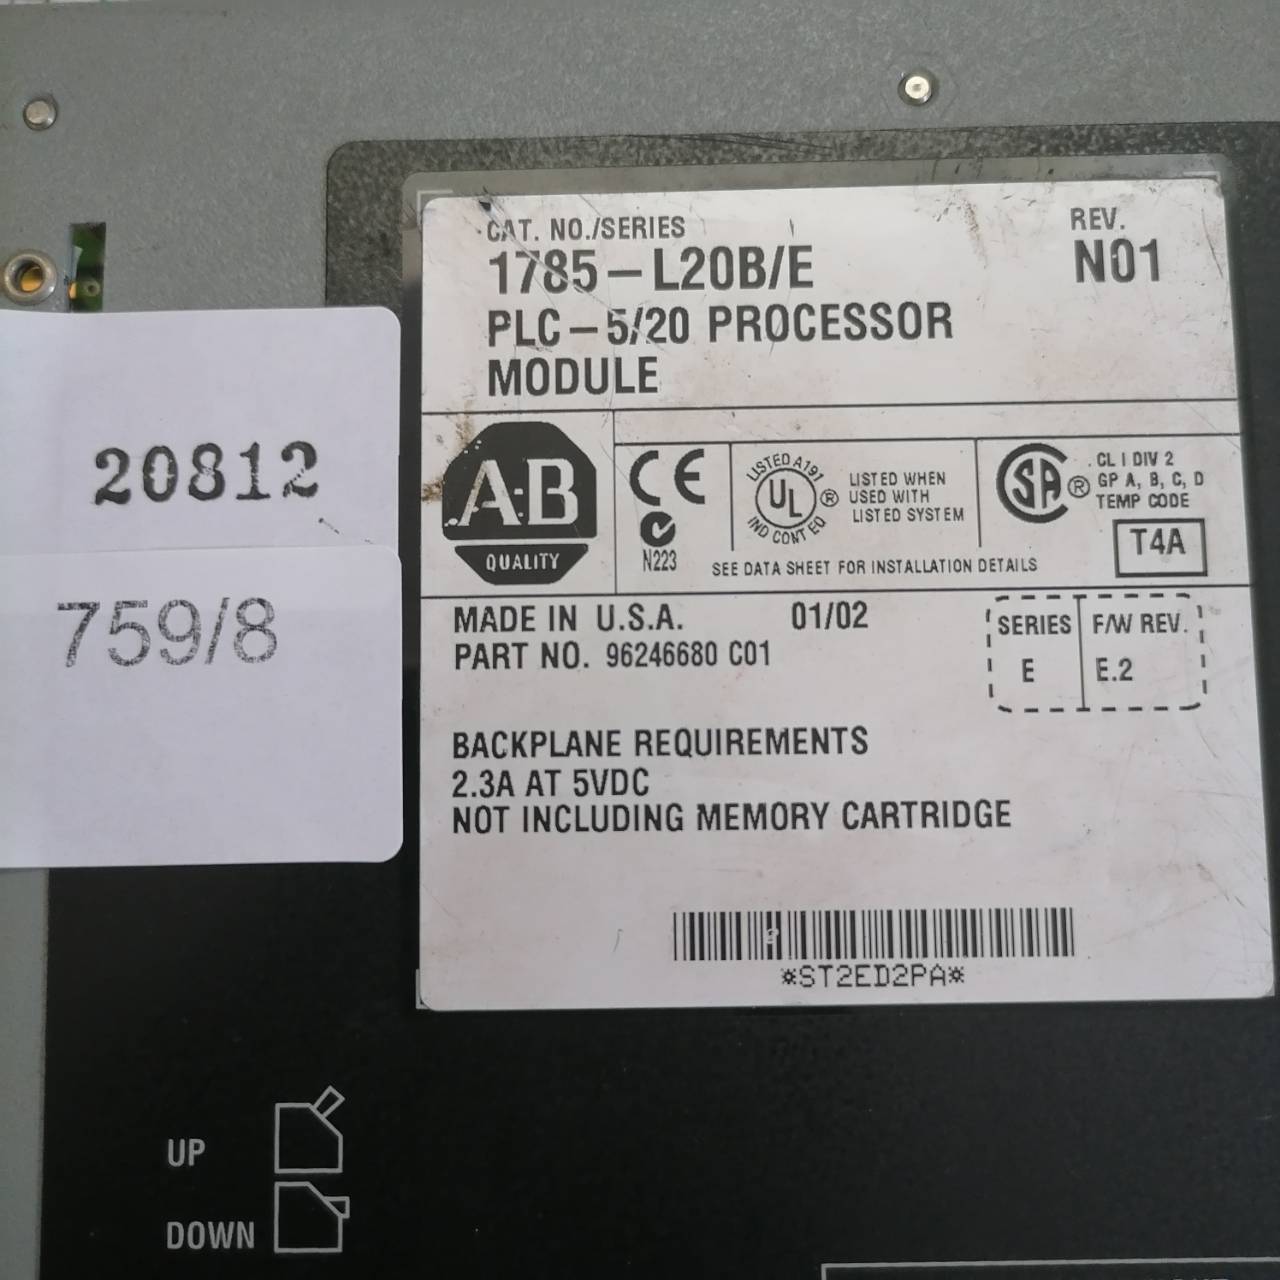 CAT. NO./SERIES
REV.
1785-L20B/E
N01
PLC-5/20 PROCESSOR
MODULE
20812
759/8
A·B
QUALITY
CE
N223
LISTED A191
UL
®
IND CONT EQ
LISTED WHEN
USED WITH
LISTED SYSTEM
SA
®
CL I DIV 2
GP A, B, C, D
TEMP CODE
T4A
SEE DATA SHEET FOR INSTALLATION DETAILS
MADE IN U.S.A. 01/02
PART NO. 96246680 C01
SERIES F/W REV.
E E.2
BACKPLANE REQUIREMENTS
2.3A AT 5VDC
NOT INCLUDING MEMORY CARTRIDGE
*ST2ED2PA*
UP
DOWN